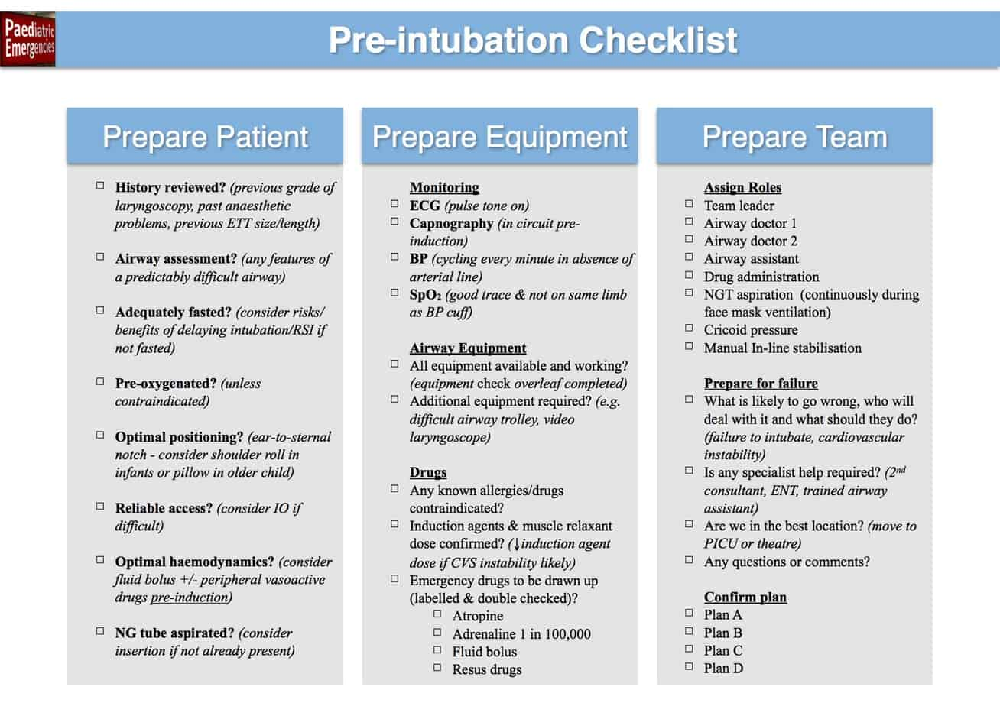 Paediatric
Emergencies
Pre-intubation Checklist
Prepare Patient
□ History reviewed? (previous grade of
laryngoscopy, past anaesthetic
problems, previous ETT size/length)
□ Airway assessment? (any features of
a predictably difficult airway)
□ Adequately fasted? (consider risks/
benefits of delaying intubation/RSI if
not fasted)
□ Pre-oxygenated? (unless
contraindicated)
□ Optimal positioning? (ear-to-sternal
notch - consider shoulder roll in
infants or pillow in older child)
□ Reliable access? (consider IO if
difficult)
□ Optimal haemodynamics? (consider
fluid bolus +/- peripheral vasoactive
drugs pre-induction)
□ NG tube aspirated? (consider
insertion if not already present)
Prepare Equipment
Monitoring
□ ECG (pulse tone on)
□ Capnography (in circuit pre-
induction)
□ BP (cycling every minute in absence of
arterial line)
□ SpO₂ (good trace & not on same limb
as BP cuff)
Airway Equipment
□ All equipment available and working?
(equipment check overleaf completed)
□ Additional equipment required? (e.g.
difficult airway trolley, video
laryngoscope)
Drugs
□ Any known allergies/drugs
contraindicated?
□ Induction agents & muscle relaxant
dose confirmed? (↓induction agent
dose if CVS instability likely)
□ Emergency drugs to be drawn up
(labelled & double checked)?
□ Atropine
□ Adrenaline 1 in 100,000
□ Fluid bolus
□ Resus drugs
Prepare Team
Assign Roles
□ Team leader
□ Airway doctor 1
□ Airway doctor 2
□ Airway assistant
□ Drug administration
□ NGT aspiration (continuously during
face mask ventilation)
□ Cricoid pressure
□ Manual In-line stabilisation
Prepare for failure
□ What is likely to go wrong, who will
deal with it and what should they do?
(failure to intubate, cardiovascular
instability)
□ Is any specialist help required? (2nd
consultant, ENT, trained airway
assistant)
□ Are we in the best location? (move to
PICU or theatre)
□ Any questions or comments?
Confirm plan
□ Plan A
□ Plan B
□ Plan C
□ Plan D